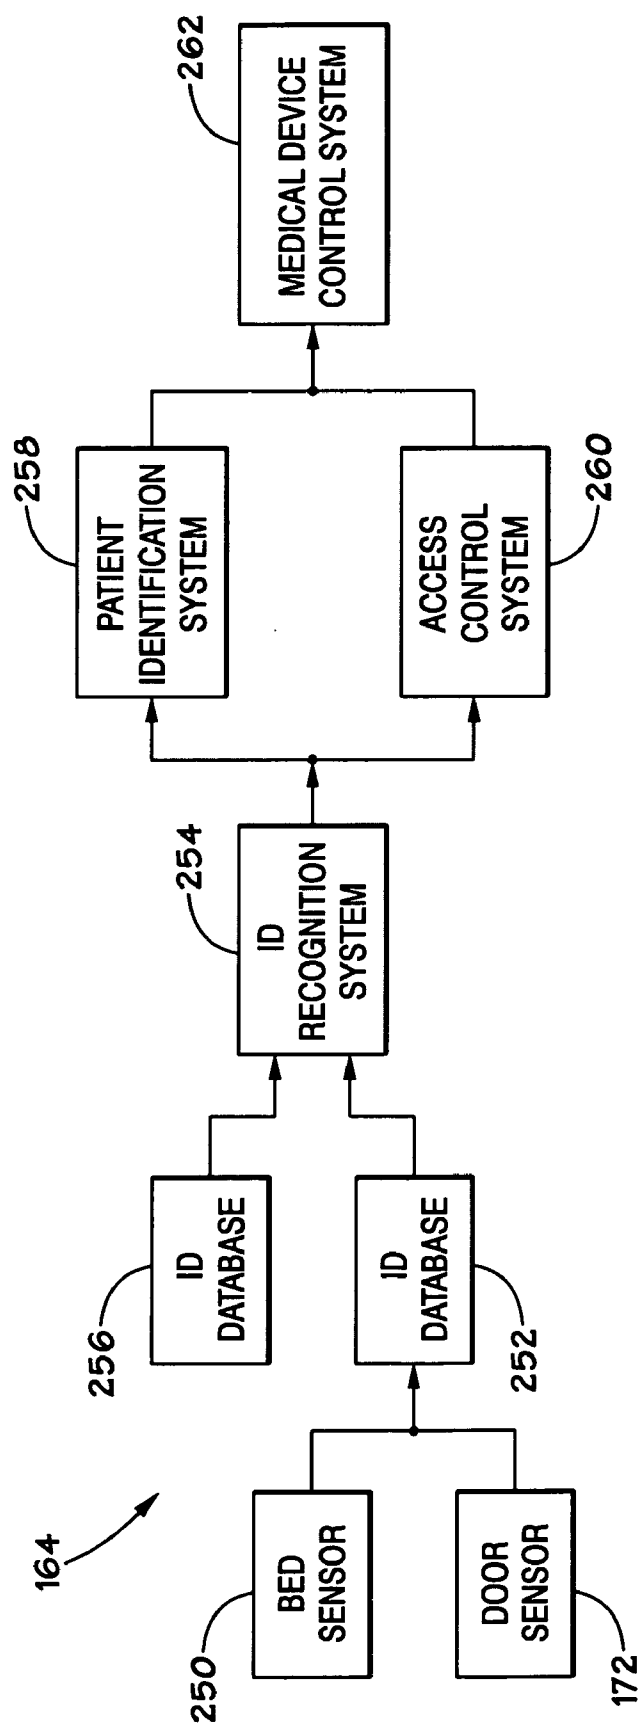 164
250
BED
SENSOR
DOOR
SENSOR
172
256
ID
DATABASE
ID
DATABASE
252
254
ID
RECOGNITION
SYSTEM
258
PATIENT
IDENTIFICATION
SYSTEM
ACCESS
CONTROL
SYSTEM
260
262
MEDICAL DEVICE
CONTROL SYSTEM